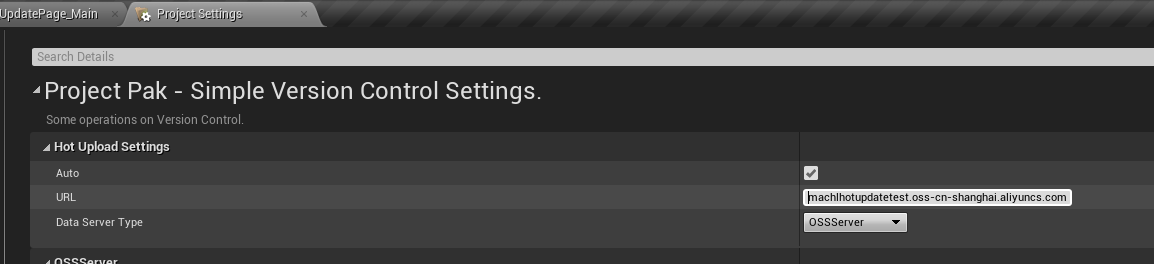 UpdatePage_Main
Project Settings
Search Details
Project Pak - Simple Version Control Settings.
Some operations on Version Control.
Hot Upload Settings
Auto
URL
machlhotupdatetest.oss-cn-shanghai.aliyuncs.com
Data Server Type
OSSServer
OSSServer